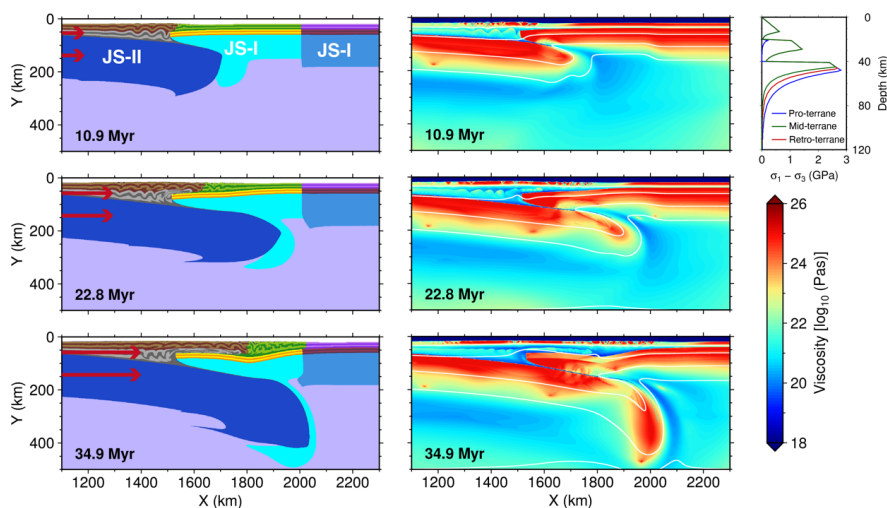 0
JS-II
JS-I
JS-I
200
Y (km)
400
10.9 Myr
0
200
Y (km)
400
22.8 Myr
0
200
Y (km)
400
34.9 Myr
1200 1400 1600 1800 2000 2200
X (km)
10.9 Myr
22.8 Myr
34.9 Myr
1200 1400 1600 1800 2000 2200
X (km)
0
40
80
120
Depth (km)
Pro-terrane
Mid-terrane
Retro-terrane
0 1 2 3
σ1 − σ3 (GPa)
26
24
22
20
18
Viscosity [log10 (Pas)]